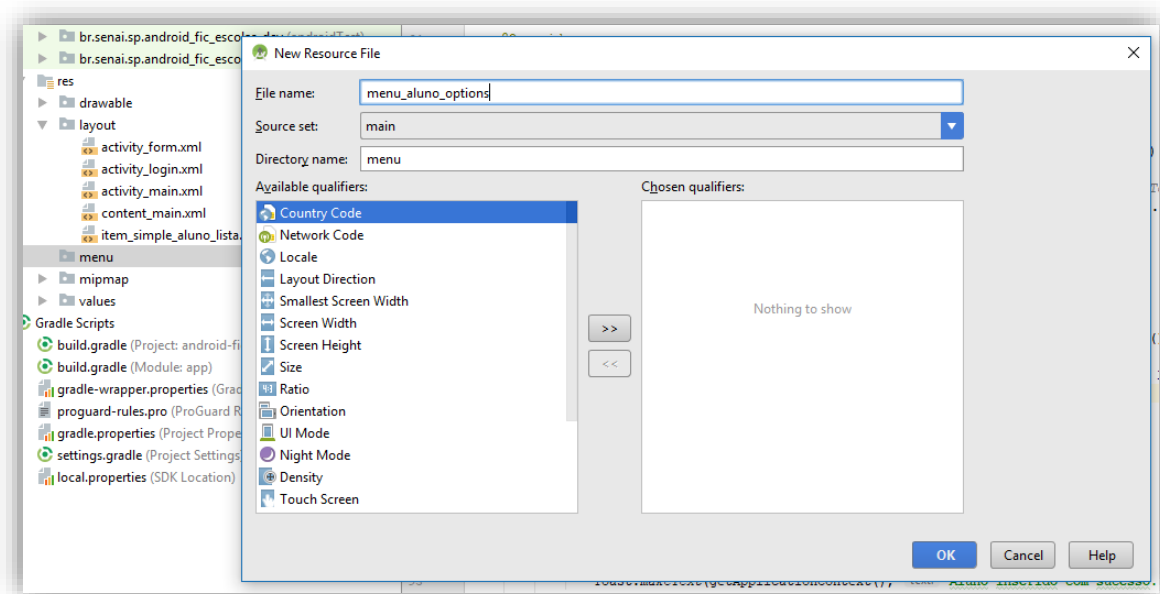 br.senai.sp.android_fic_escolas_dev (androidTest)
br.senai.sp.android_fic_esco
res
drawable
layout
activity_form.xml
activity_login.xml
activity_main.xml
content_main.xml
item_simple_aluno_lista.
menu
mipmap
values
Gradle Scripts
build.gradle (Project: android-fi
build.gradle (Module: app)
gradle-wrapper.properties (Grad
proguard-rules.pro (ProGuard R
gradle.properties (Project Prope
settings.gradle (Project Settings
local.properties (SDK Location)
New Resource File
File name: menu_aluno_options
Source set: main
Directory name: menu
Available qualifiers:
Country Code
Network Code
Locale
Layout Direction
Smallest Screen Width
Screen Width
Screen Height
Size
Ratio
Orientation
UI Mode
Night Mode
Density
Touch Screen
>>
<<
Chosen qualifiers:
Nothing to show
OK Cancel Help
Toast.makeText(getApplicationContext(), text: "Aluno inserido com sucesso.